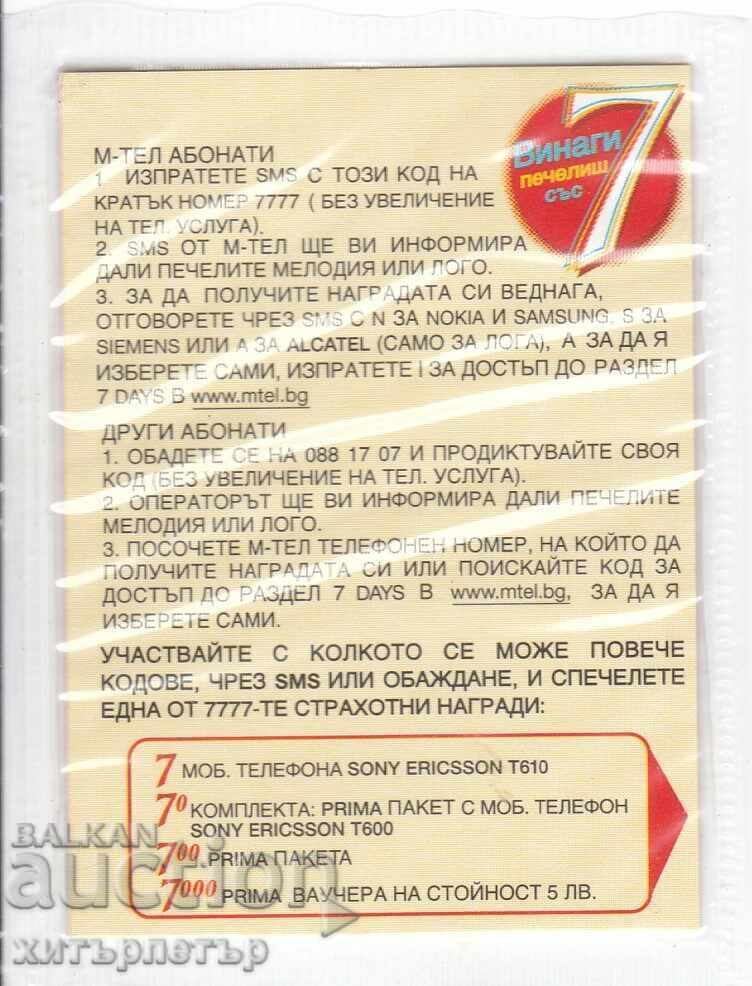 7
Винаги
печелиш
със
М-ТЕЛ АБОНАТИ
1 ИЗПРАТЕТЕ SMS С ТОЗИ КОД НА
КРАТЪК НОМЕР 7777 ( БЕЗ УВЕЛИЧЕНИЕ
НА ТЕЛ. УСЛУГА).
2. SMS ОТ М-ТЕЛ ЩЕ ВИ ИНФОРМИРА
ДАЛИ ПЕЧЕЛИТЕ МЕЛОДИЯ ИЛИ ЛОГО.
3. ЗА ДА ПОЛУЧИТЕ НАГРАДАТА СИ ВЕДНАГА,
ОТГОВОРЕТЕ ЧРЕЗ SMS С N ЗА NOKIA И SAMSUNG. S ЗА
SIEMENS ИЛИ А ЗА ALCATEL (САМО ЗА ЛОГА), А ЗА ДА Я
ИЗБЕРЕТЕ САМИ, ИЗПРАТЕТЕ I ЗА ДОСТЪП ДО РАЗДЕЛ
7 DAYS В www.mtel.bg
ДРУГИ АБОНАТИ
1. ОБАДЕТЕ СЕ НА 088 17 07 И ПРОДИКТУВАЙТЕ СВОЯ
КОД (БЕЗ УВЕЛИЧЕНИЕ НА ТЕЛ. УСЛУГА).
2. ОПЕРАТОРЪТ ЩЕ ВИ ИНФОРМИРА ДАЛИ ПЕЧЕЛИТЕ
МЕЛОДИЯ ИЛИ ЛОГО.
3. ПОСОЧЕТЕ М-ТЕЛ ТЕЛЕФОНЕН НОМЕР, НА КОЙТО ДА
ПОЛУЧИТЕ НАГРАДАТА СИ ИЛИ ПОИСКАЙТЕ КОД ЗА
ДОСТЪП ДО РАЗДЕЛ 7 DAYS В www.mtel.bg, ЗА ДА Я
ИЗБЕРЕТЕ САМИ.
УЧАСТВАЙТЕ С КОЛКОТО СЕ МОЖЕ ПОВЕЧЕ
КОДОВЕ, ЧРЕЗ SMS ИЛИ ОБАЖДАНЕ, И СПЕЧЕЛЕТЕ
ЕДНА ОТ 7777-ТЕ СТРАХОТНИ НАГРАДИ:
7 МОБ. ТЕЛЕФОНА SONY ERICSSON T610
70 КОМПЛЕКТА: PRIMA ПАКЕТ С МОБ. ТЕЛЕФОН
SONY ERICSSON T600
700 PRIMA ПАКЕТА
7000 PRIMA ВАУЧЕРА НА СТОЙНОСТ 5 ЛВ.
BALKAN
auction
хитърпетър